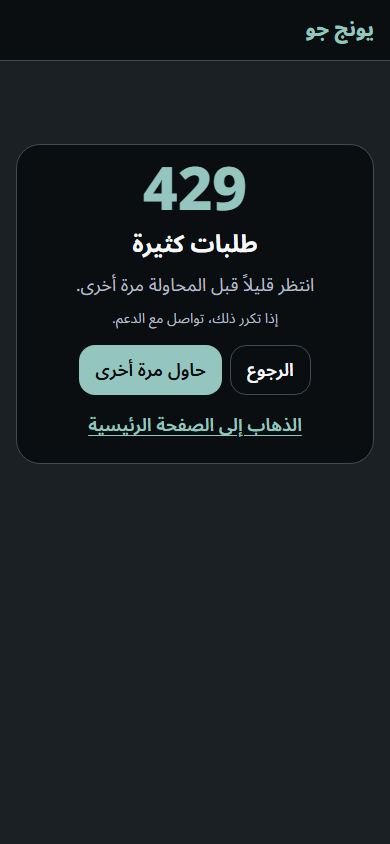 يونج جو
429
طلبات كثيرة
انتظر قليلاً قبل المحاولة مرة أخرى.
إذا تكرر ذلك، تواصل مع الدعم.
الرجوع
حاول مرة أخرى
الذهاب إلى الصفحة الرئيسية